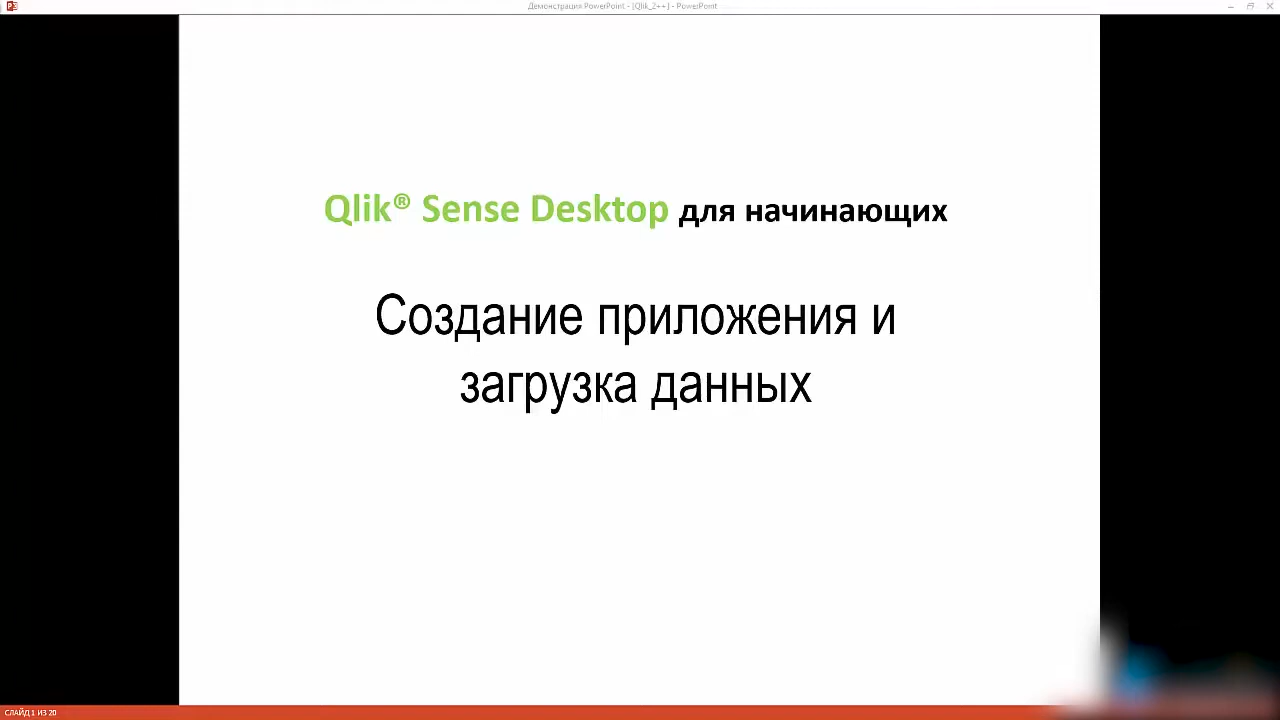 Демонстрация PowerPoint - [Qlik_2++] - PowerPoint
Qlik® Sense Desktop для начинающих
Создание приложения и
загрузка данных
СЛАЙД 1 ИЗ 20